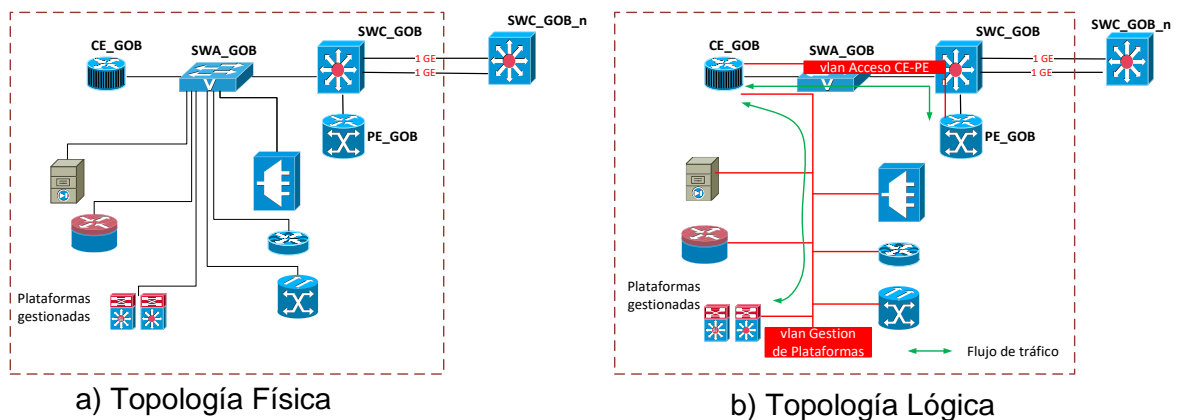 CE_GOB
SWA_GOB
SWC_GOB
SWC_GOB_n
1 GE
1 GE
PE_GOB
Plataformas
gestionadas
a) Topología Física
CE_GOB
SWA_GOB
SWC_GOB
SWC_GOB_n
vlan Acceso CE-PE
1 GE
1 GE
PE_GOB
Plataformas
gestionadas
vlan Gestion
de Plataformas
Flujo de tráfico
b) Topología Lógica